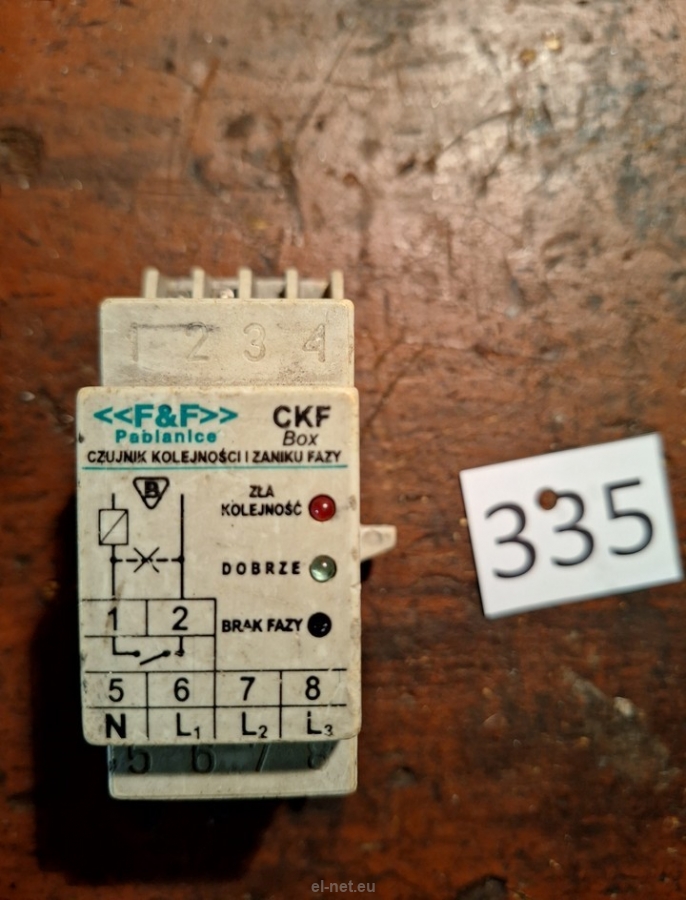 1 2 3 4
<<F&F>> CKF
Pabianice Box
CZUJNIK KOLEJNOŚCI I ZANIKU FAZY
B
ZŁA
KOLEJNOŚĆ
DOBRZE
BRAK FAZY
1 2
5 6 7 8
N L1 L2 L3
5 6 7 8
335
el-net.eu